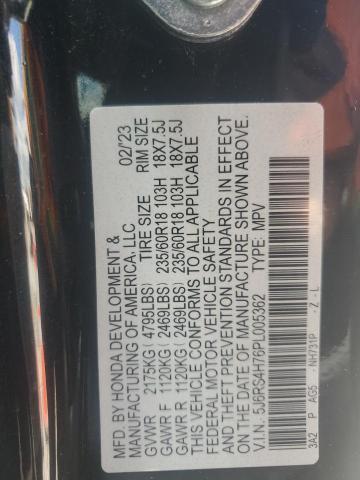 MFD. BY HONDA DEVELOPMENT &
MANUFACTURING OF AMERICA, LLC 02/'23
GVWR 2175KG (4795LBS) TIRE SIZE RIM SIZE
GAWR F 1120KG (2469LBS) 235/60R18 103H 18X7.5J
GAWR R 1120KG (2469LBS) 235/60R18 103H 18X7.5J
THIS VEHICLE CONFORMS TO ALL APPLICABLE
FEDERAL MOTOR VEHICLE SAFETY
AND THEFT PREVENTION STANDARDS IN EFFECT
ON THE DATE OF MANUFACTURE SHOWN ABOVE.
V.I.N.: 5J6RS4H76PL005362 TYPE: MPV
3A2 P AG5 NH731P - Z - L